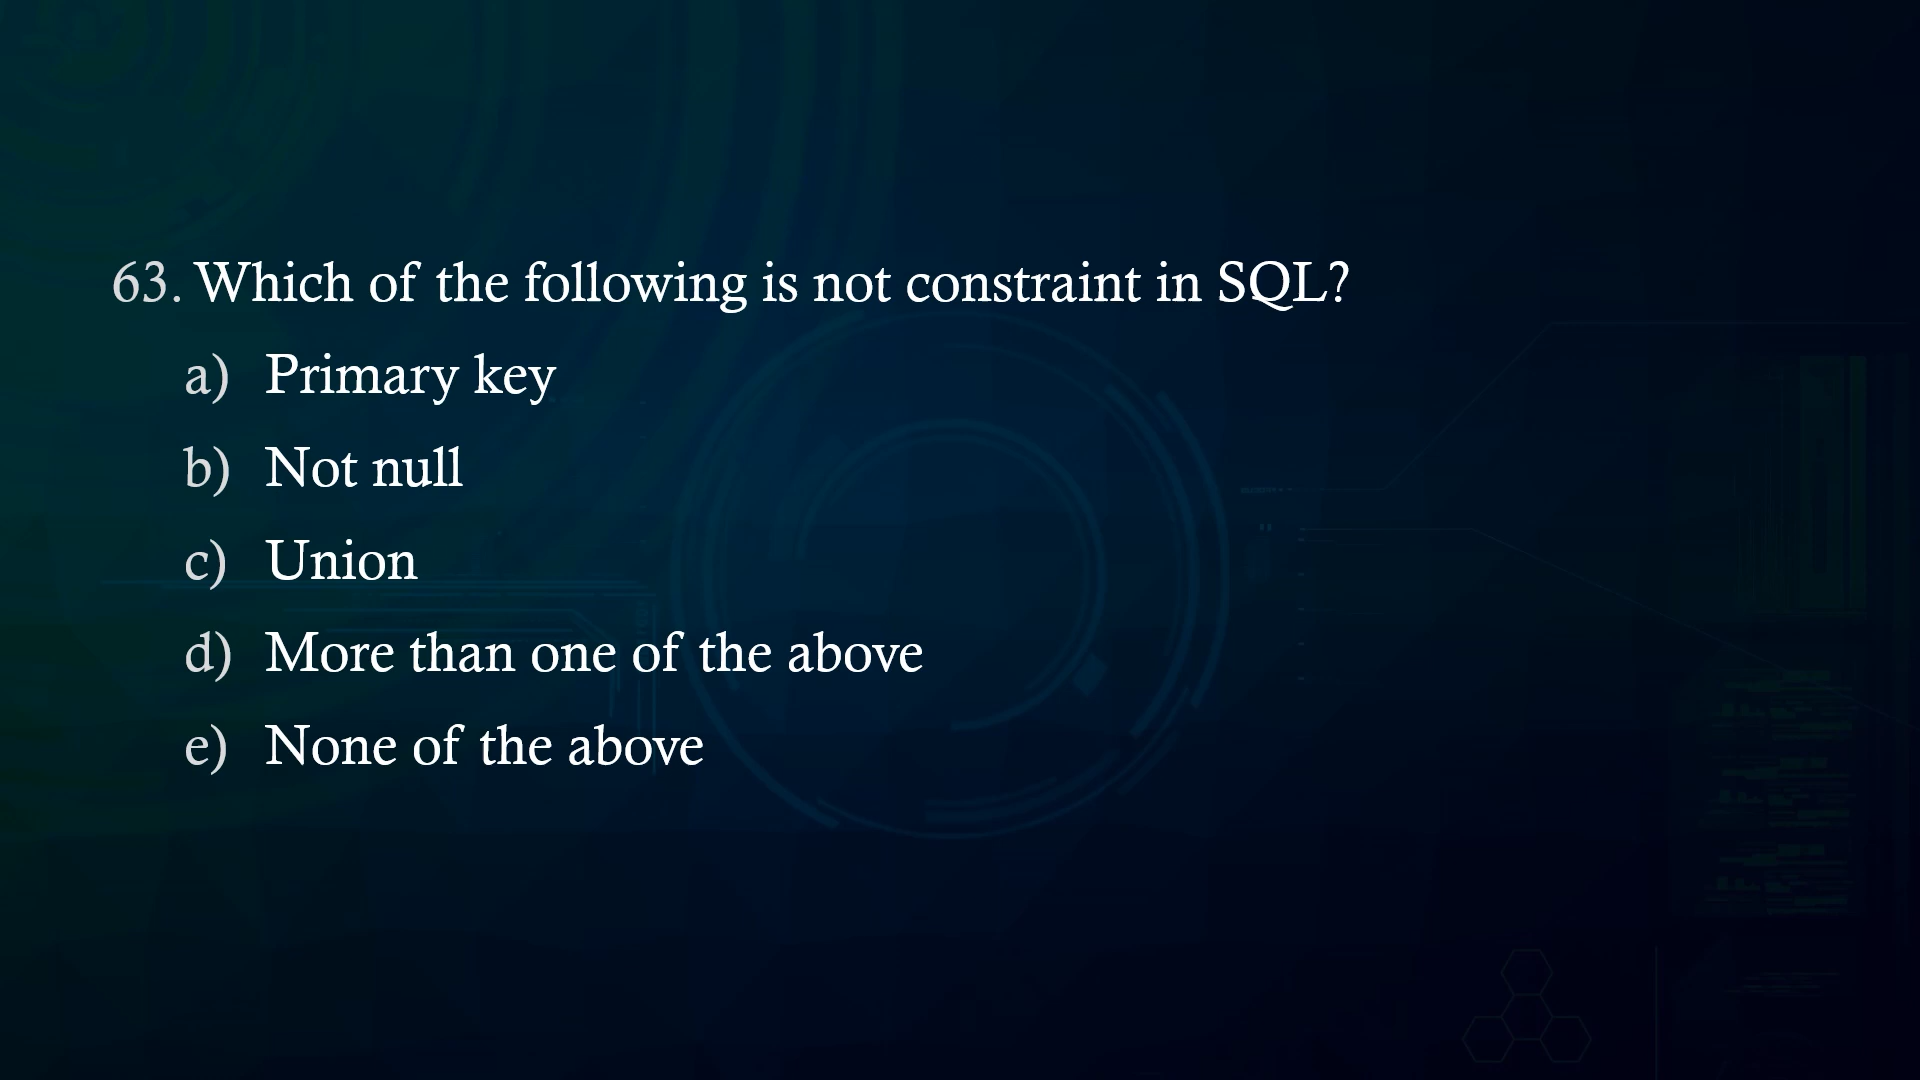 63. Which of the following is not constraint in SQL?
a) Primary key
b) Not null
c) Union
d) More than one of the above
e) None of the above